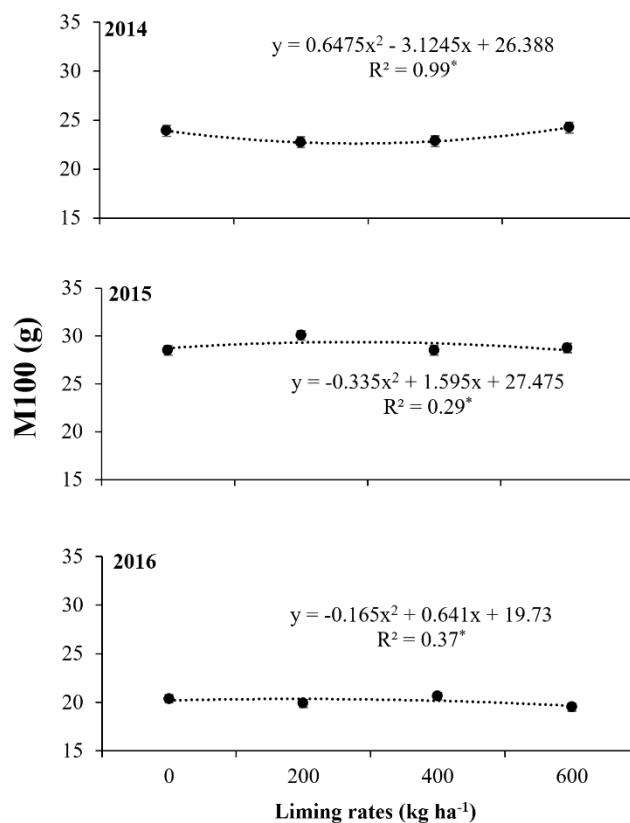 35
2014
y = 0.6475x² - 3.1245x + 26.388
R² = 0.99*
30
25
20
15
35
2015
30
25
y = -0.335x² + 1.595x + 27.475
R² = 0.29*
20
15
M100 (g)
35
2016
30
y = -0.165x² + 0.641x + 19.73
R² = 0.37*
25
20
15
0 200 400 600
Liming rates (kg ha⁻¹)